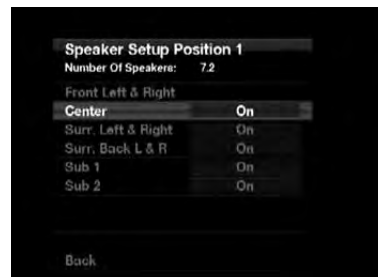 Speaker Setup Position 1
Number Of Speakers: 7.2
Front Left & Right
Center On
Surr. Left & Right On
Surr. Back L & R On
Sub 1 On
Sub 2 On
Back